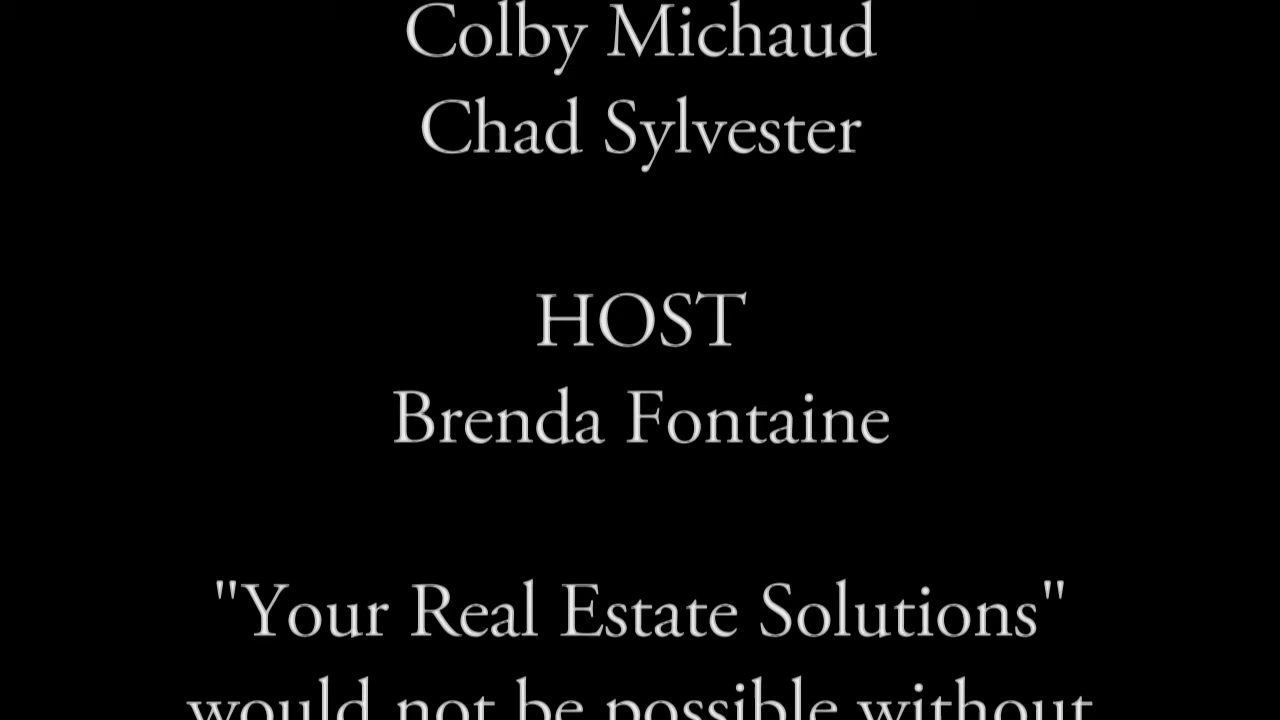 Colby Michaud
Chad Sylvester
HOST
Brenda Fontaine
"Your Real Estate Solutions"
would not be possible without